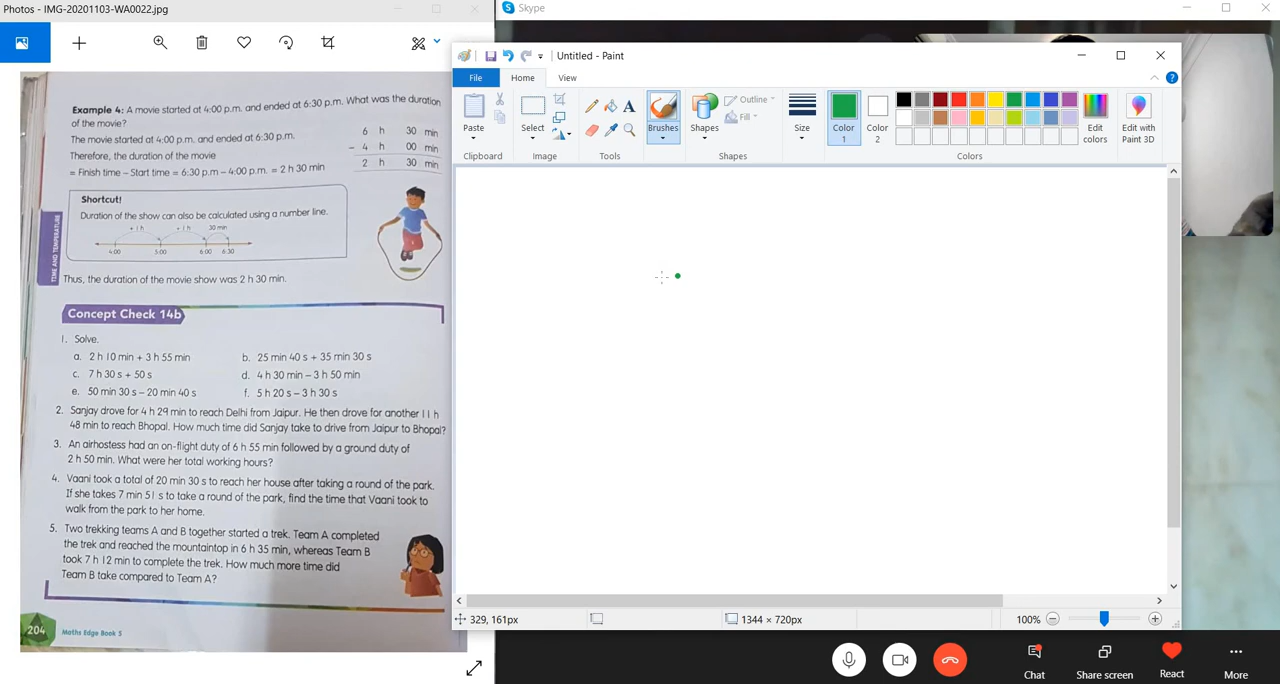 Photos - IMG-20201103-WA0022.jpg
Skype
Untitled - Paint
File
Home
View
Paste
Select
Brushes
Shapes
Outline
Fill
Size
Color
1
Color
2
Edit
colors
Edit with
Paint 3D
Clipboard
Image
Tools
Shapes
Colors
Example 4: A movie started at 4:00 p.m. and ended at 6:30 p.m. What was the duration
of the movie?
The movie started at 4:00 p.m. and ended at 6:30 p.m.
Therefore, the duration of the movie
= Finish time – Start time = 6:30 p.m – 4:00 p.m. = 2 h 30 min
6 h 30 min
– 4 h 00 min
2 h 30 min
Shortcut!
Duration of the show can also be calculated using a number line.
+ 1 h + 1 h 30 min
4:00 5:00 6:00 6:30
TIME AND TEMPERATURE
Thus, the duration of the movie show was 2 h 30 min.
Concept Check 14b
1. Solve.
a. 2 h 10 min + 3 h 55 min
b. 25 min 40 s + 35 min 30 s
c. 7 h 30 s + 50 s
d. 4 h 30 min – 3 h 50 min
e. 50 min 30 s – 20 min 40 s
f. 5 h 20 s – 3 h 30 s
2. Sanjay drove for 4 h 29 min to reach Delhi from Jaipur. He then drove for another 11 h
48 min to reach Bhopal. How much time did Sanjay take to drive from Jaipur to Bhopal?
3. An airhostess had an on-flight duty of 6 h 55 min followed by a ground duty of
2 h 50 min. What were her total working hours?
4. Vaani took a total of 20 min 30 s to reach her house after taking a round of the park.
If she takes 7 min 51 s to take a round of the park, find the time that Vaani took to
walk from the park to her home.
5. Two trekking teams A and B together started a trek. Team A completed
the trek and reached the mountaintop in 6 h 35 min, whereas Team B
took 7 h 12 min to complete the trek. How much more time did
Team B take compared to Team A?
204
Maths Edge Book 5
329, 161px
1344 × 720px
100%
Chat
Share screen
React
More